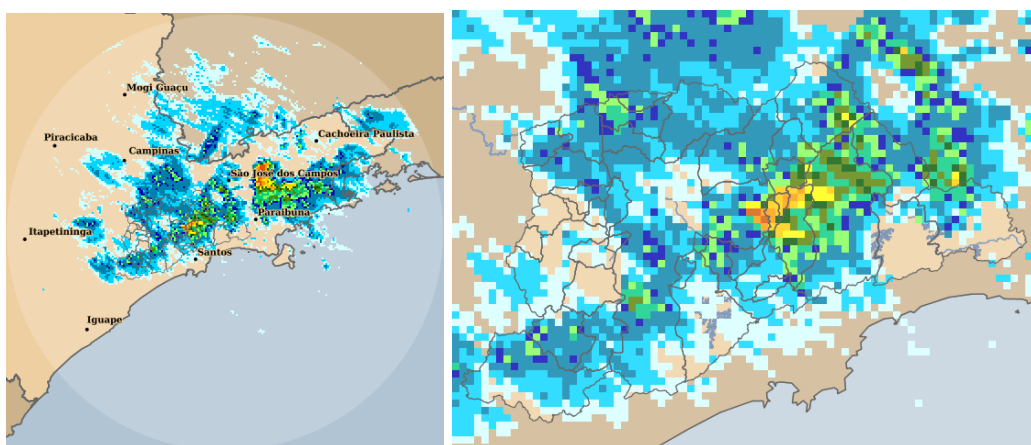 Mogi Guaçu
Piracicaba
Cachoeira Paulista
Campinas
São José dos Campos
Paraibuna
Itapetininga
Santos
Iguape